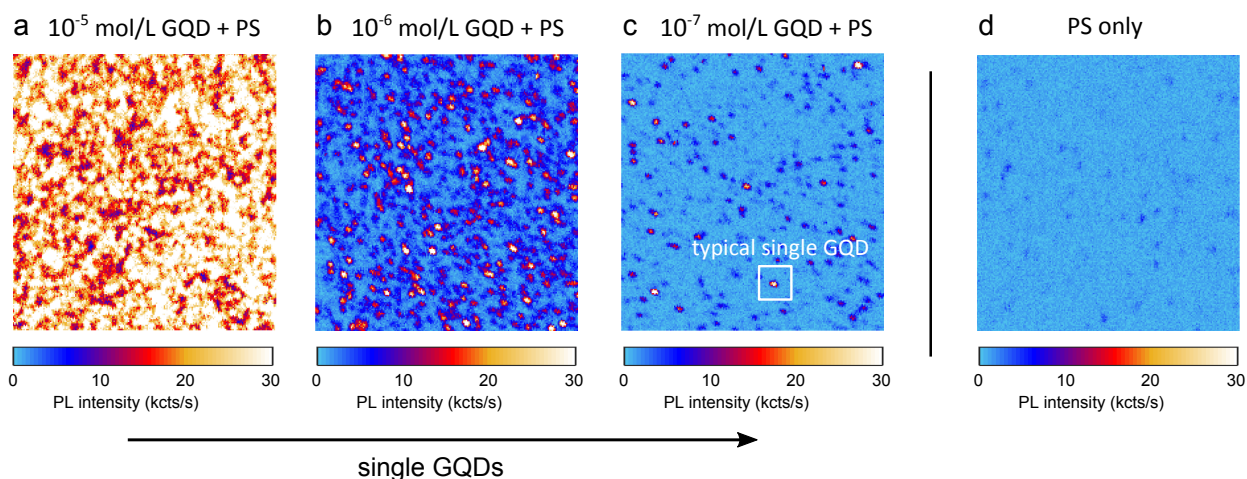 a 10⁻⁵ mol/L GQD + PS
b 10⁻⁶ mol/L GQD + PS
c 10⁻⁷ mol/L GQD + PS
d PS only
typical single GQD
0 10 20 30
PL intensity (kcts/s)
0 10 20 30
PL intensity (kcts/s)
0 10 20 30
PL intensity (kcts/s)
0 10 20 30
PL intensity (kcts/s)
single GQDs